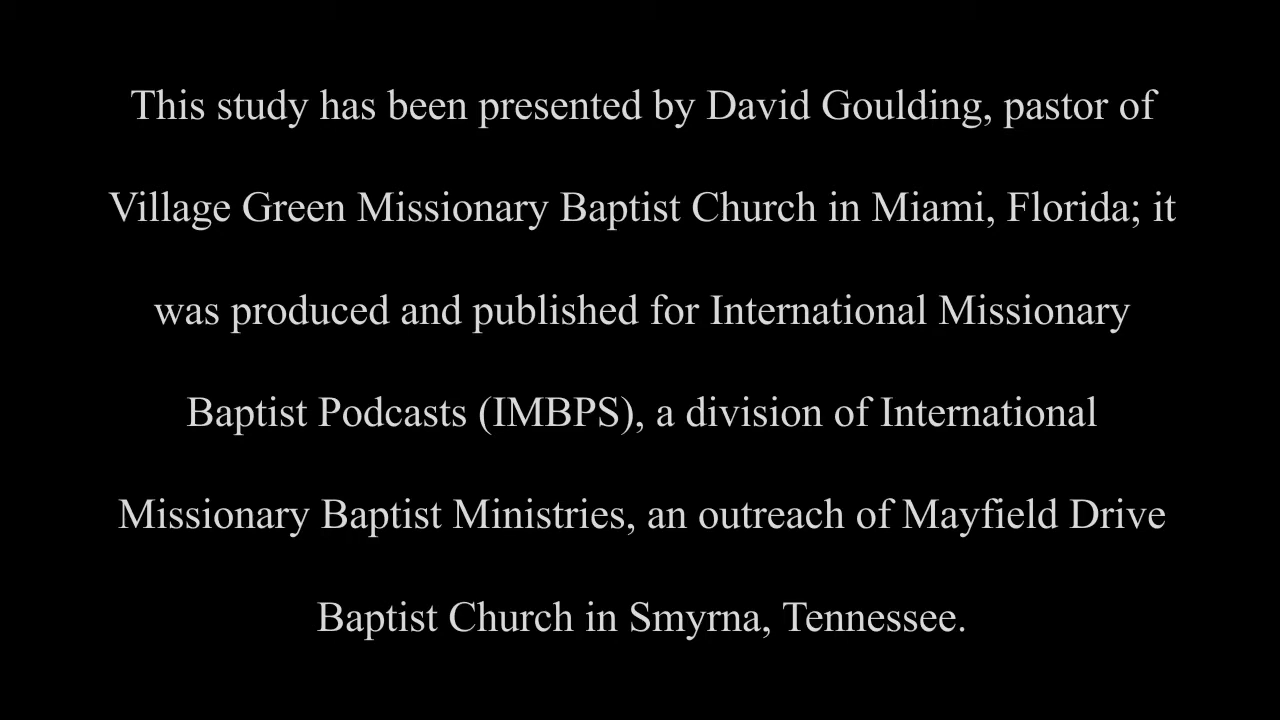 This study has been presented by David Goulding, pastor of
Village Green Missionary Baptist Church in Miami, Florida; it
was produced and published for International Missionary
Baptist Podcasts (IMBPS), a division of International
Missionary Baptist Ministries, an outreach of Mayfield Drive
Baptist Church in Smyrna, Tennessee.